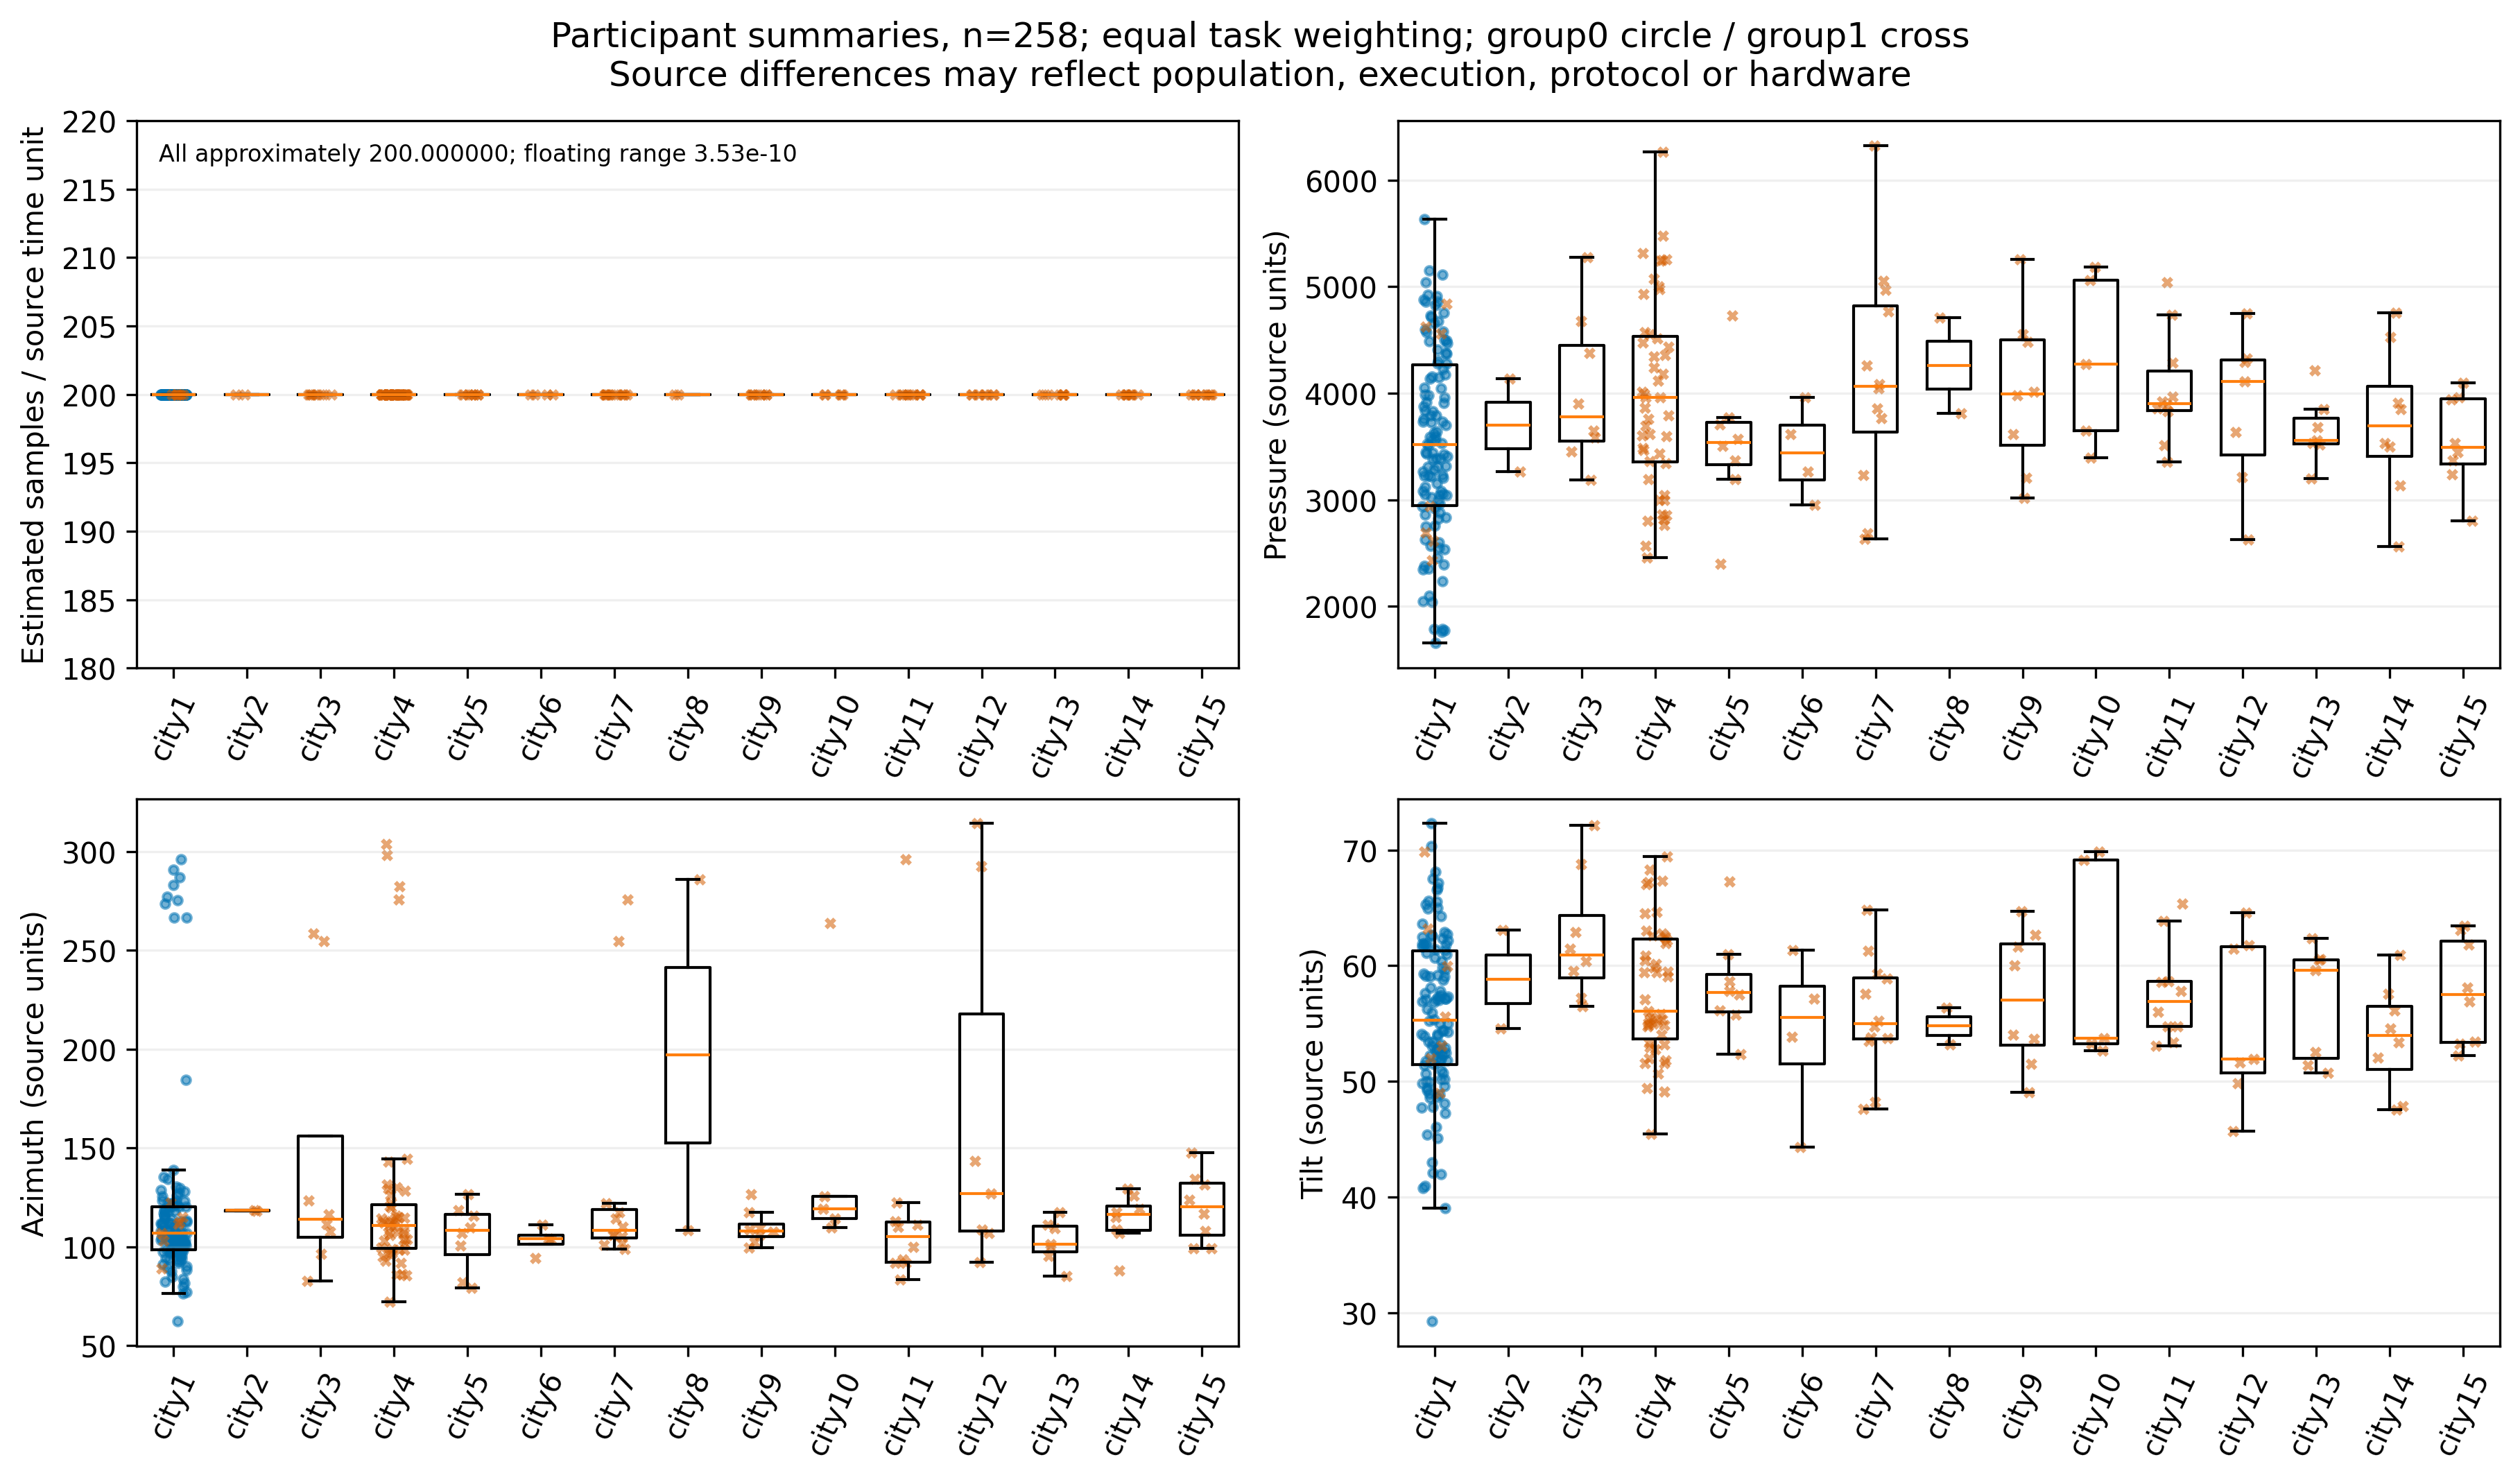 Participant summaries, n=258; equal task weighting; group0 circle / group1 cross
Source differences may reflect population, execution, protocol or hardware
Estimated samples / source time unit
220
215
210
205
200
195
190
185
180
All approximately 200.000000; floating range 3.53e-10
city1
city2
city3
city4
city5
city6
city7
city8
city9
city10
city11
city12
city13
city14
city15
Pressure (source units)
6000
5000
4000
3000
2000
city1
city2
city3
city4
city5
city6
city7
city8
city9
city10
city11
city12
city13
city14
city15
Azimuth (source units)
300
250
200
150
100
50
city1
city2
city3
city4
city5
city6
city7
city8
city9
city10
city11
city12
city13
city14
city15
Tilt (source units)
70
60
50
40
30
city1
city2
city3
city4
city5
city6
city7
city8
city9
city10
city11
city12
city13
city14
city15